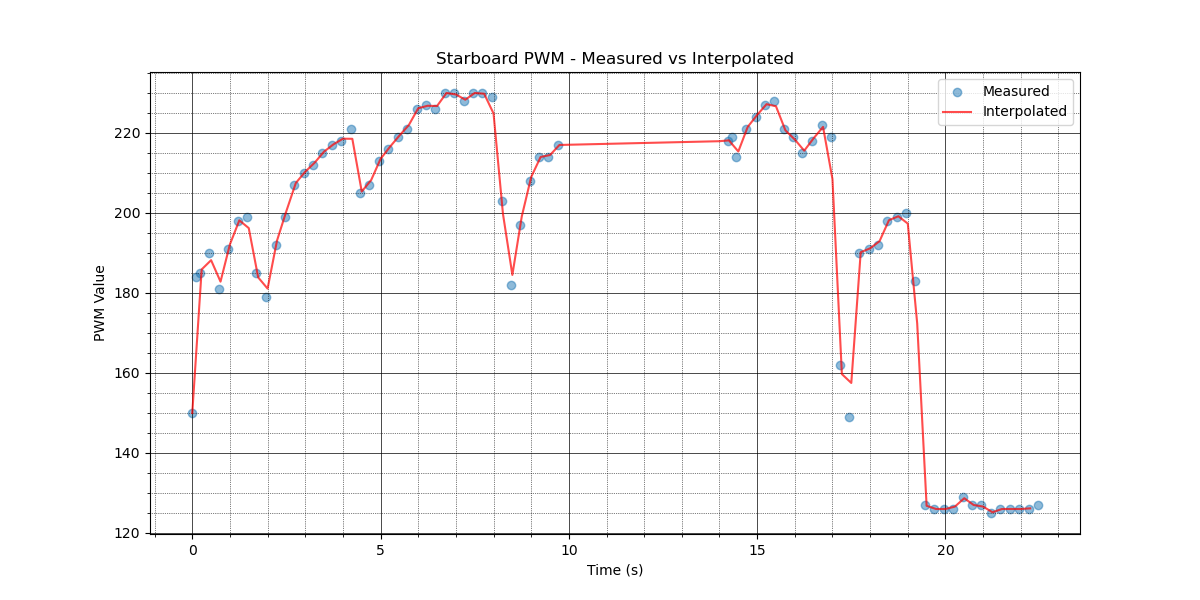 Starboard PWM - Measured vs Interpolated
Measured
Interpolated
PWM Value
220
200
180
160
140
120
0 5 10 15 20
Time (s)